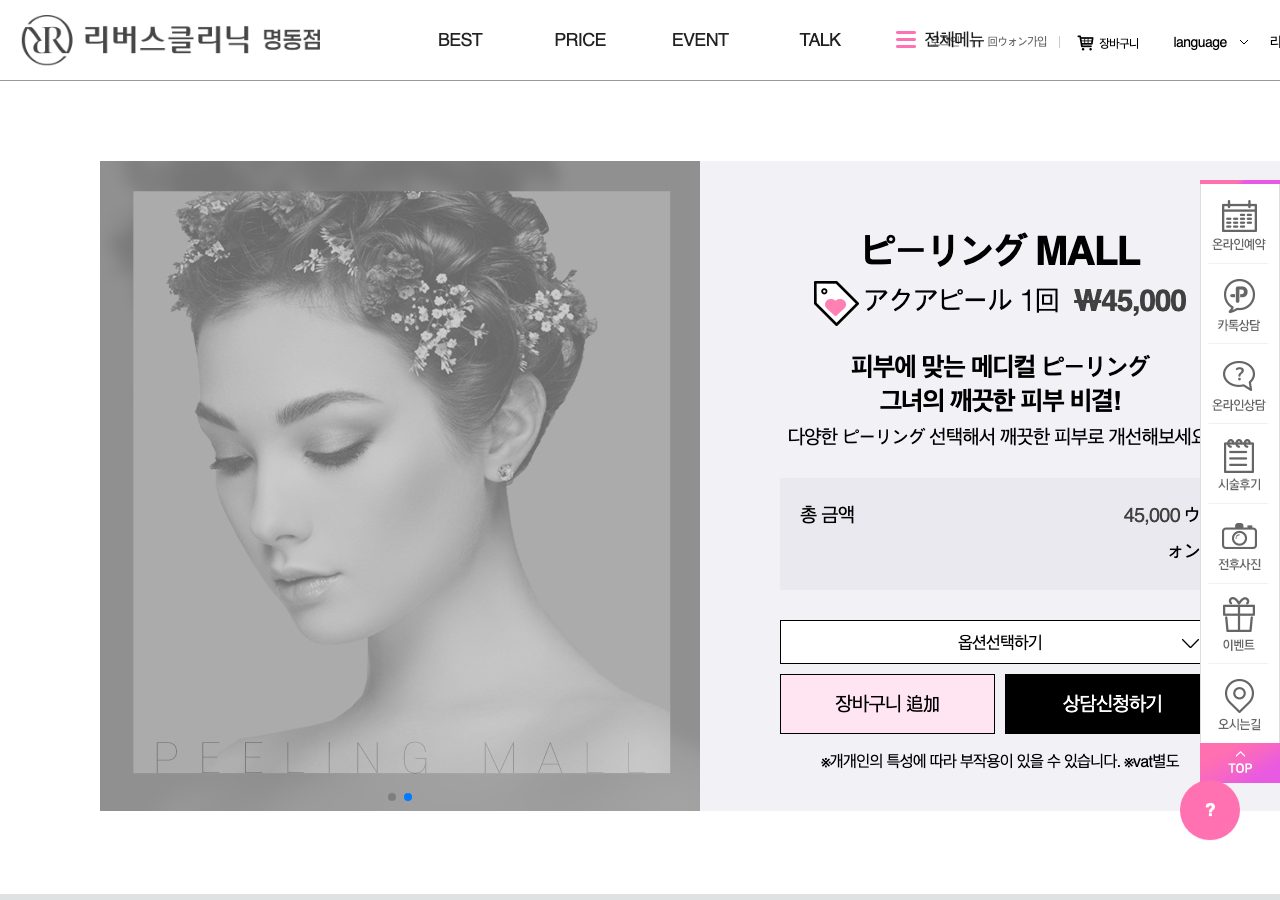 리버스클리닉 명동점
BEST
PRICE
EVENT
TALK
전체메뉴
回ウォン가입
장바구니
language
온라인예약
카톡상담
온라인상담
시술후기
전후사진
이벤트
오시는길
TOP
?
PEELING MALL
ピーリング MALL
アクアピール 1回 ₩45,000
피부에 맞는 메디컬 ピーリング
그녀의 깨끗한 피부 비결!
다양한 ピーリング 선택해서 깨끗한 피부로 개선해보세요
총 금액
45,000 ウ
ォン
옵션선택하기
장바구니 追加
상담신청하기
※개개인의 특성에 따라 부작용이 있을 수 있습니다. ※vat별도